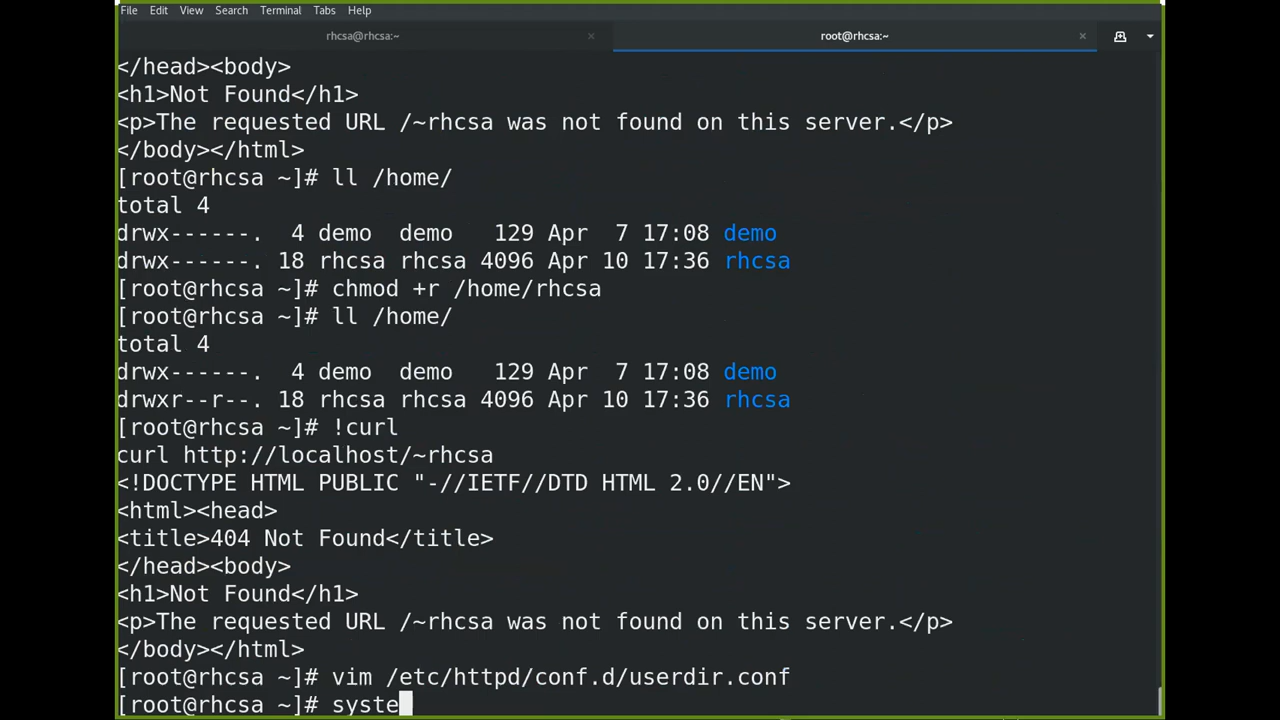 File Edit View Search Terminal Tabs Help
rhcsa@rhcsa:~ × root@rhcsa:~ ×
</head><body>
<h1>Not Found</h1>
<p>The requested URL /~rhcsa was not found on this server.</p>
</body></html>
[root@rhcsa ~]# ll /home/
total 4
drwx------. 4 demo demo 129 Apr 7 17:08 demo
drwx------. 18 rhcsa rhcsa 4096 Apr 10 17:36 rhcsa
[root@rhcsa ~]# chmod +r /home/rhcsa
[root@rhcsa ~]# ll /home/
total 4
drwx------. 4 demo demo 129 Apr 7 17:08 demo
drwxr--r--. 18 rhcsa rhcsa 4096 Apr 10 17:36 rhcsa
[root@rhcsa ~]# !curl
curl http://localhost/~rhcsa
<!DOCTYPE HTML PUBLIC "-//IETF//DTD HTML 2.0//EN">
<html><head>
<title>404 Not Found</title>
</head><body>
<h1>Not Found</h1>
<p>The requested URL /~rhcsa was not found on this server.</p>
</body></html>
[root@rhcsa ~]# vim /etc/httpd/conf.d/userdir.conf
[root@rhcsa ~]# syste